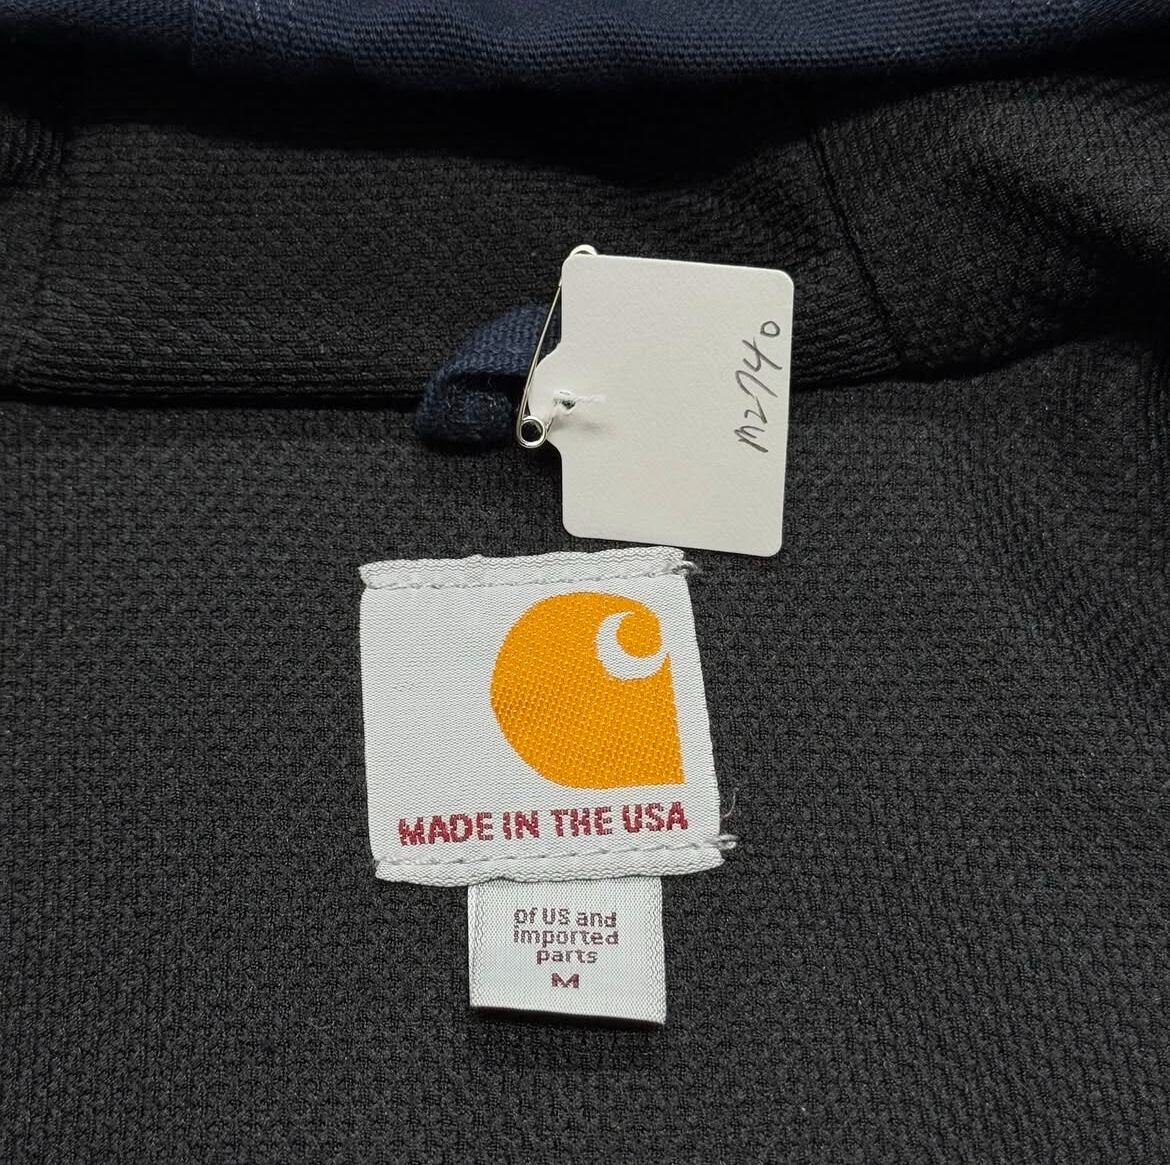 M2740
MADE IN THE USA
of US and
imported
parts
M